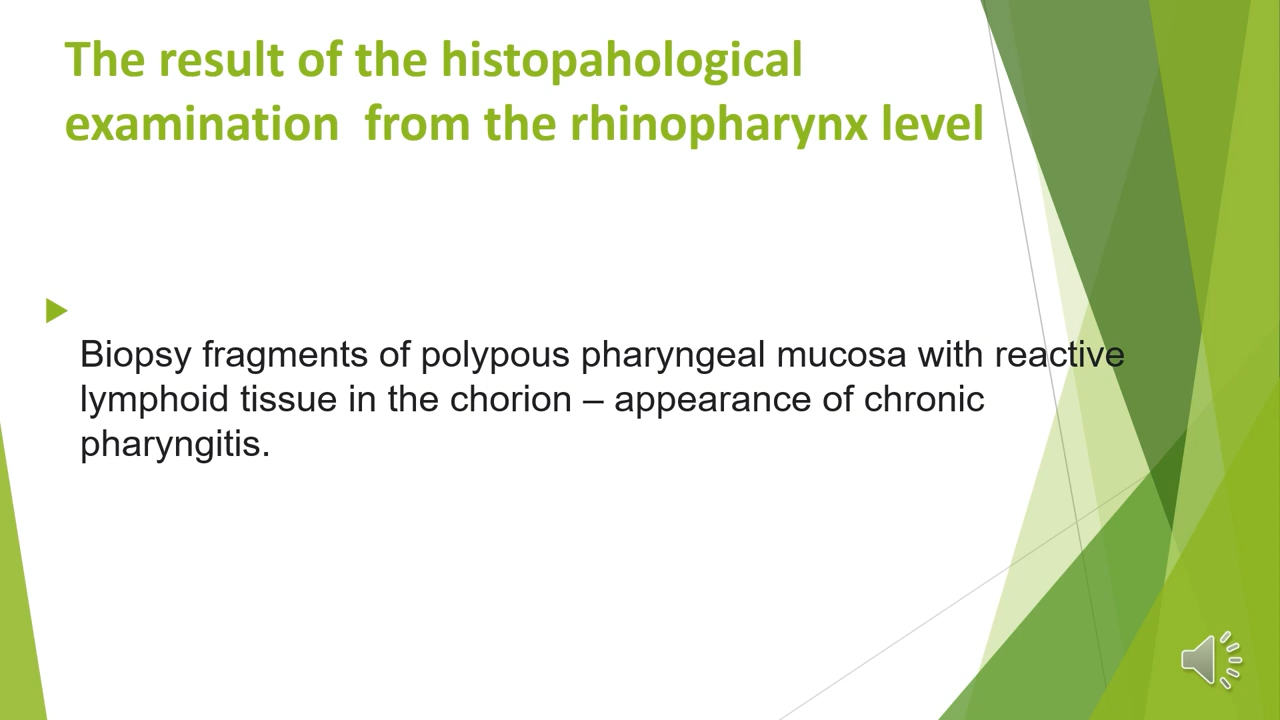 The result of the histopahological
examination  from the rhinopharynx level
Biopsy fragments of polypous pharyngeal mucosa with reactive
lymphoid tissue in the chorion – appearance of chronic
pharyngitis.